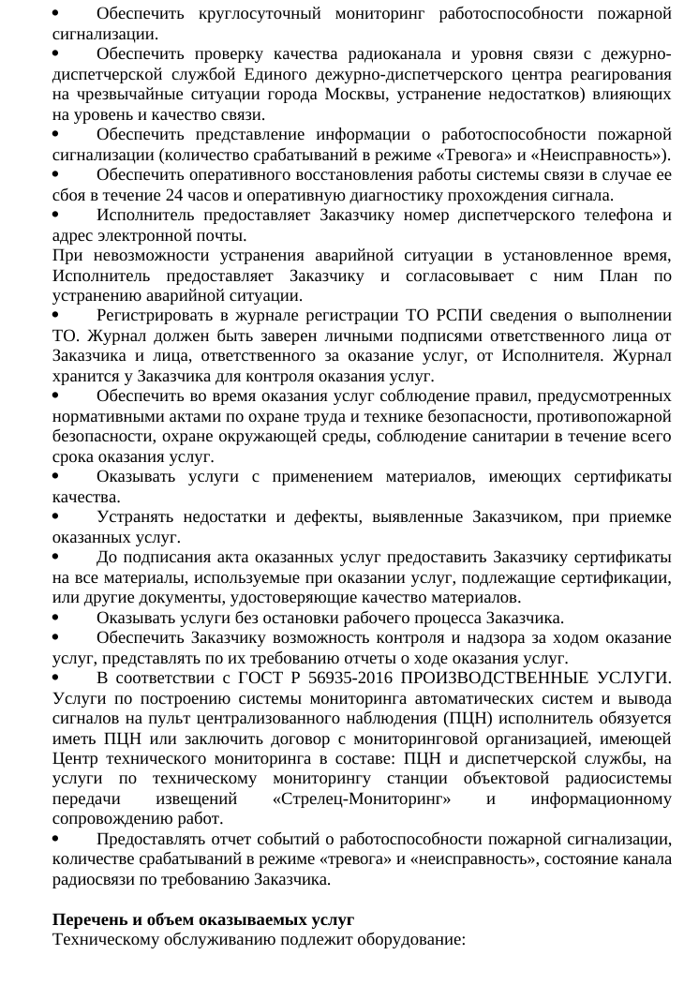 • Обеспечить круглосуточный мониторинг работоспособности пожарной
сигнализации.
• Обеспечить проверку качества радиоканала и уровня связи с дежурно-
диспетчерской службой Единого дежурно-диспетчерского центра реагирования
на чрезвычайные ситуации города Москвы, устранение недостатков) влияющих
на уровень и качество связи.
• Обеспечить представление информации о работоспособности пожарной
сигнализации (количество срабатываний в режиме «Тревога» и «Неисправность»).
• Обеспечить оперативного восстановления работы системы связи в случае ее
сбоя в течение 24 часов и оперативную диагностику прохождения сигнала.
• Исполнитель предоставляет Заказчику номер диспетчерского телефона и
адрес электронной почты.
При невозможности устранения аварийной ситуации в установленное время,
Исполнитель предоставляет Заказчику и согласовывает с ним План по
устранению аварийной ситуации.
• Регистрировать в журнале регистрации ТО РСПИ сведения о выполнении
ТО. Журнал должен быть заверен личными подписями ответственного лица от
Заказчика и лица, ответственного за оказание услуг, от Исполнителя. Журнал
хранится у Заказчика для контроля оказания услуг.
• Обеспечить во время оказания услуг соблюдение правил, предусмотренных
нормативными актами по охране труда и технике безопасности, противопожарной
безопасности, охране окружающей среды, соблюдение санитарии в течение всего
срока оказания услуг.
• Оказывать услуги с применением материалов, имеющих сертификаты
качества.
• Устранять недостатки и дефекты, выявленные Заказчиком, при приемке
оказанных услуг.
• До подписания акта оказанных услуг предоставить Заказчику сертификаты
на все материалы, используемые при оказании услуг, подлежащие сертификации,
или другие документы, удостоверяющие качество материалов.
• Оказывать услуги без остановки рабочего процесса Заказчика.
• Обеспечить Заказчику возможность контроля и надзора за ходом оказание
услуг, представлять по их требованию отчеты о ходе оказания услуг.
• В соответствии с ГОСТ Р 56935-2016 ПРОИЗВОДСТВЕННЫЕ УСЛУГИ.
Услуги по построению системы мониторинга автоматических систем и вывода
сигналов на пульт централизованного наблюдения (ПЦН) исполнитель обязуется
иметь ПЦН или заключить договор с мониторинговой организацией, имеющей
Центр технического мониторинга в составе: ПЦН и диспетчерской службы, на
услуги по техническому мониторингу станции объектовой радиосистемы
передачи извещений «Стрелец-Мониторинг» и информационному
сопровождению работ.
• Предоставлять отчет событий о работоспособности пожарной сигнализации,
количестве срабатываний в режиме «тревога» и «неисправность», состояние канала
радиосвязи по требованию Заказчика.
Перечень и объем оказываемых услуг
Техническому обслуживанию подлежит оборудование: